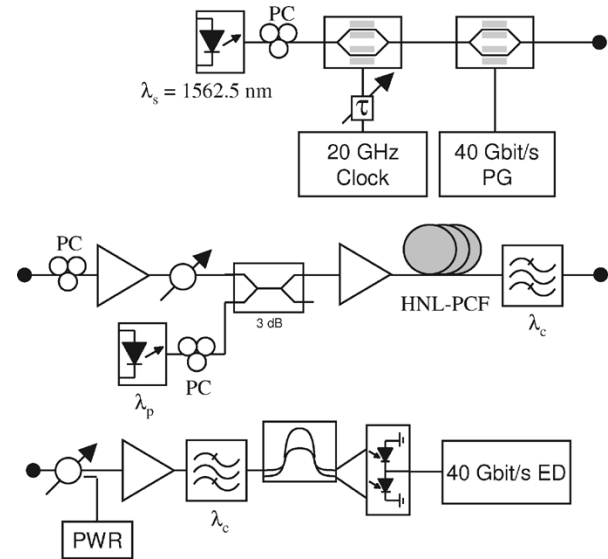 PC
λs = 1562.5 nm
τ
20 GHz
Clock
40 Gbit/s
PG
PC
HNL-PCF
3 dB
λc
PC
λp
λc
40 Gbit/s ED
PWR